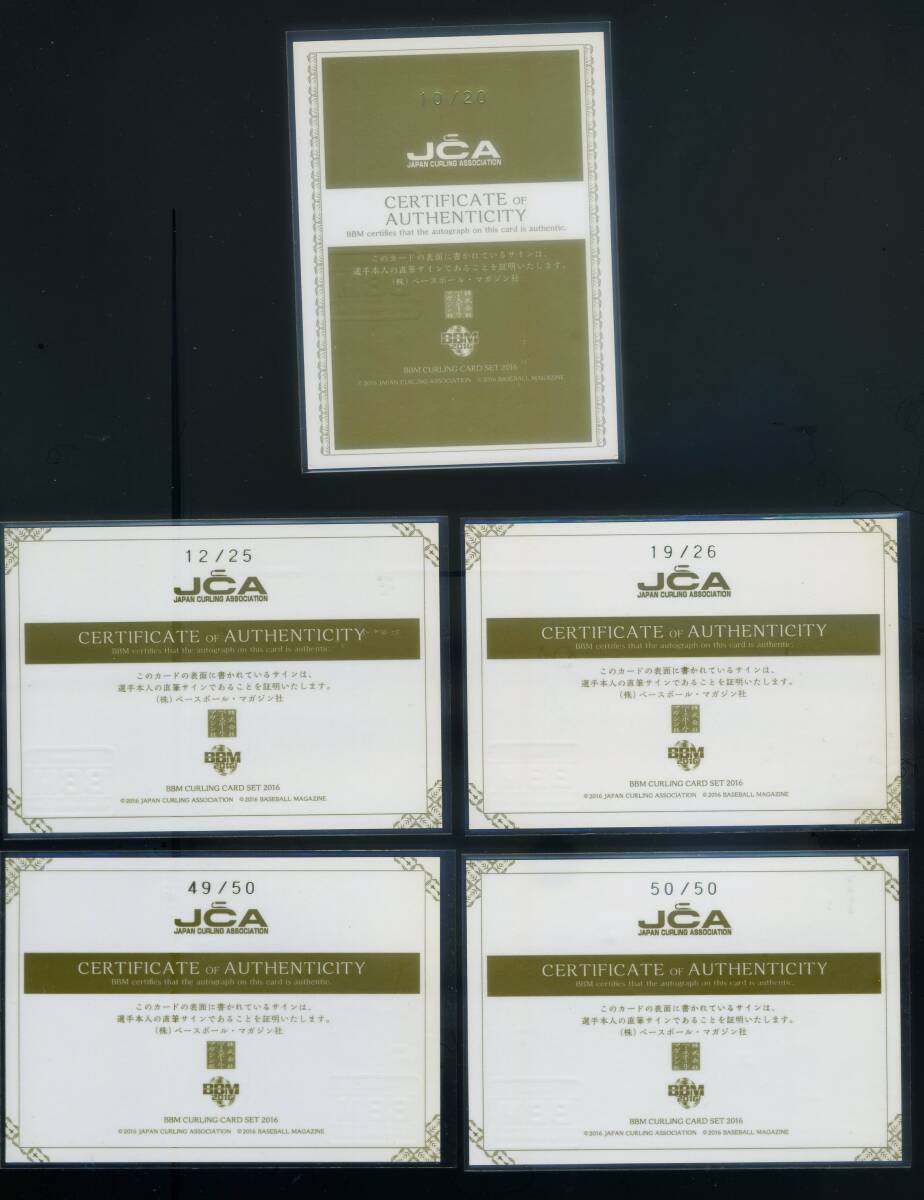 10/20
JCA
JAPAN CURLING ASSOCIATION
CERTIFICATE OF
AUTHENTICITY
BBM certifies that the autograph on this card is authentic.
このカードの表面に書かれているサインは、
選手本人の直筆サインであることを証明いたします。
(株)ベースボール・マガジン社
BBM
2016
BBM CURLING CARD SET 2016
©2016 JAPAN CURLING ASSOCIATION ©2016 BASEBALL MAGAZINE
12/25
JCA
JAPAN CURLING ASSOCIATION
CERTIFICATE OF AUTHENTICITY
BBM certifies that the autograph on this card is authentic.
このカードの表面に書かれているサインは、
選手本人の直筆サインであることを証明いたします。
(株)ベースボール・マガジン社
BBM
2016
BBM CURLING CARD SET 2016
©2016 JAPAN CURLING ASSOCIATION ©2016 BASEBALL MAGAZINE
19/26
JCA
JAPAN CURLING ASSOCIATION
CERTIFICATE OF AUTHENTICITY
BBM certifies that the autograph on this card is authentic.
このカードの表面に書かれているサインは、
選手本人の直筆サインであることを証明いたします。
(株)ベースボール・マガジン社
BBM
2016
BBM CURLING CARD SET 2016
©2016 JAPAN CURLING ASSOCIATION ©2016 BASEBALL MAGAZINE
49/50
JCA
JAPAN CURLING ASSOCIATION
CERTIFICATE OF AUTHENTICITY
BBM certifies that the autograph on this card is authentic.
このカードの表面に書かれているサインは、
選手本人の直筆サインであることを証明いたします。
(株)ベースボール・マガジン社
BBM
2016
BBM CURLING CARD SET 2016
©2016 JAPAN CURLING ASSOCIATION ©2016 BASEBALL MAGAZINE
50/50
JCA
JAPAN CURLING ASSOCIATION
CERTIFICATE OF AUTHENTICITY
BBM certifies that the autograph on this card is authentic.
このカードの表面に書かれているサインは、
選手本人の直筆サインであることを証明いたします。
(株)ベースボール・マガジン社
BBM
2016
BBM CURLING CARD SET 2016
©2016 JAPAN CURLING ASSOCIATION ©2016 BASEBALL MAGAZINE